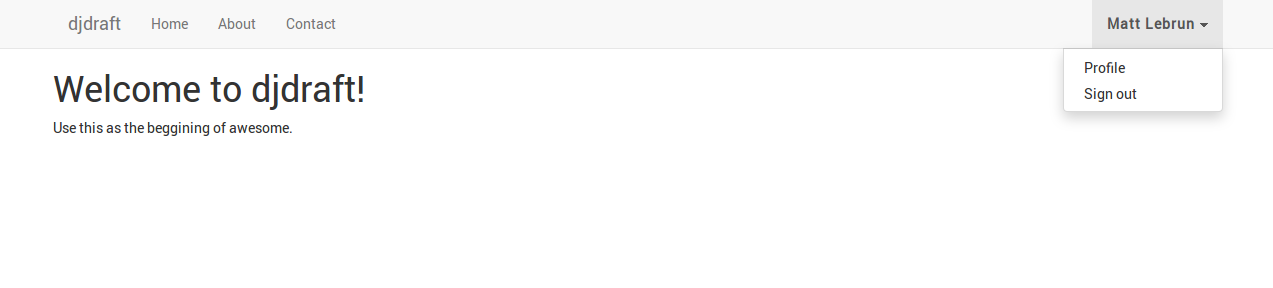 djdraft Home About Contact Matt Lebrun
Profile
Sign out
Welcome to djdraft!
Use this as the beggining of awesome.